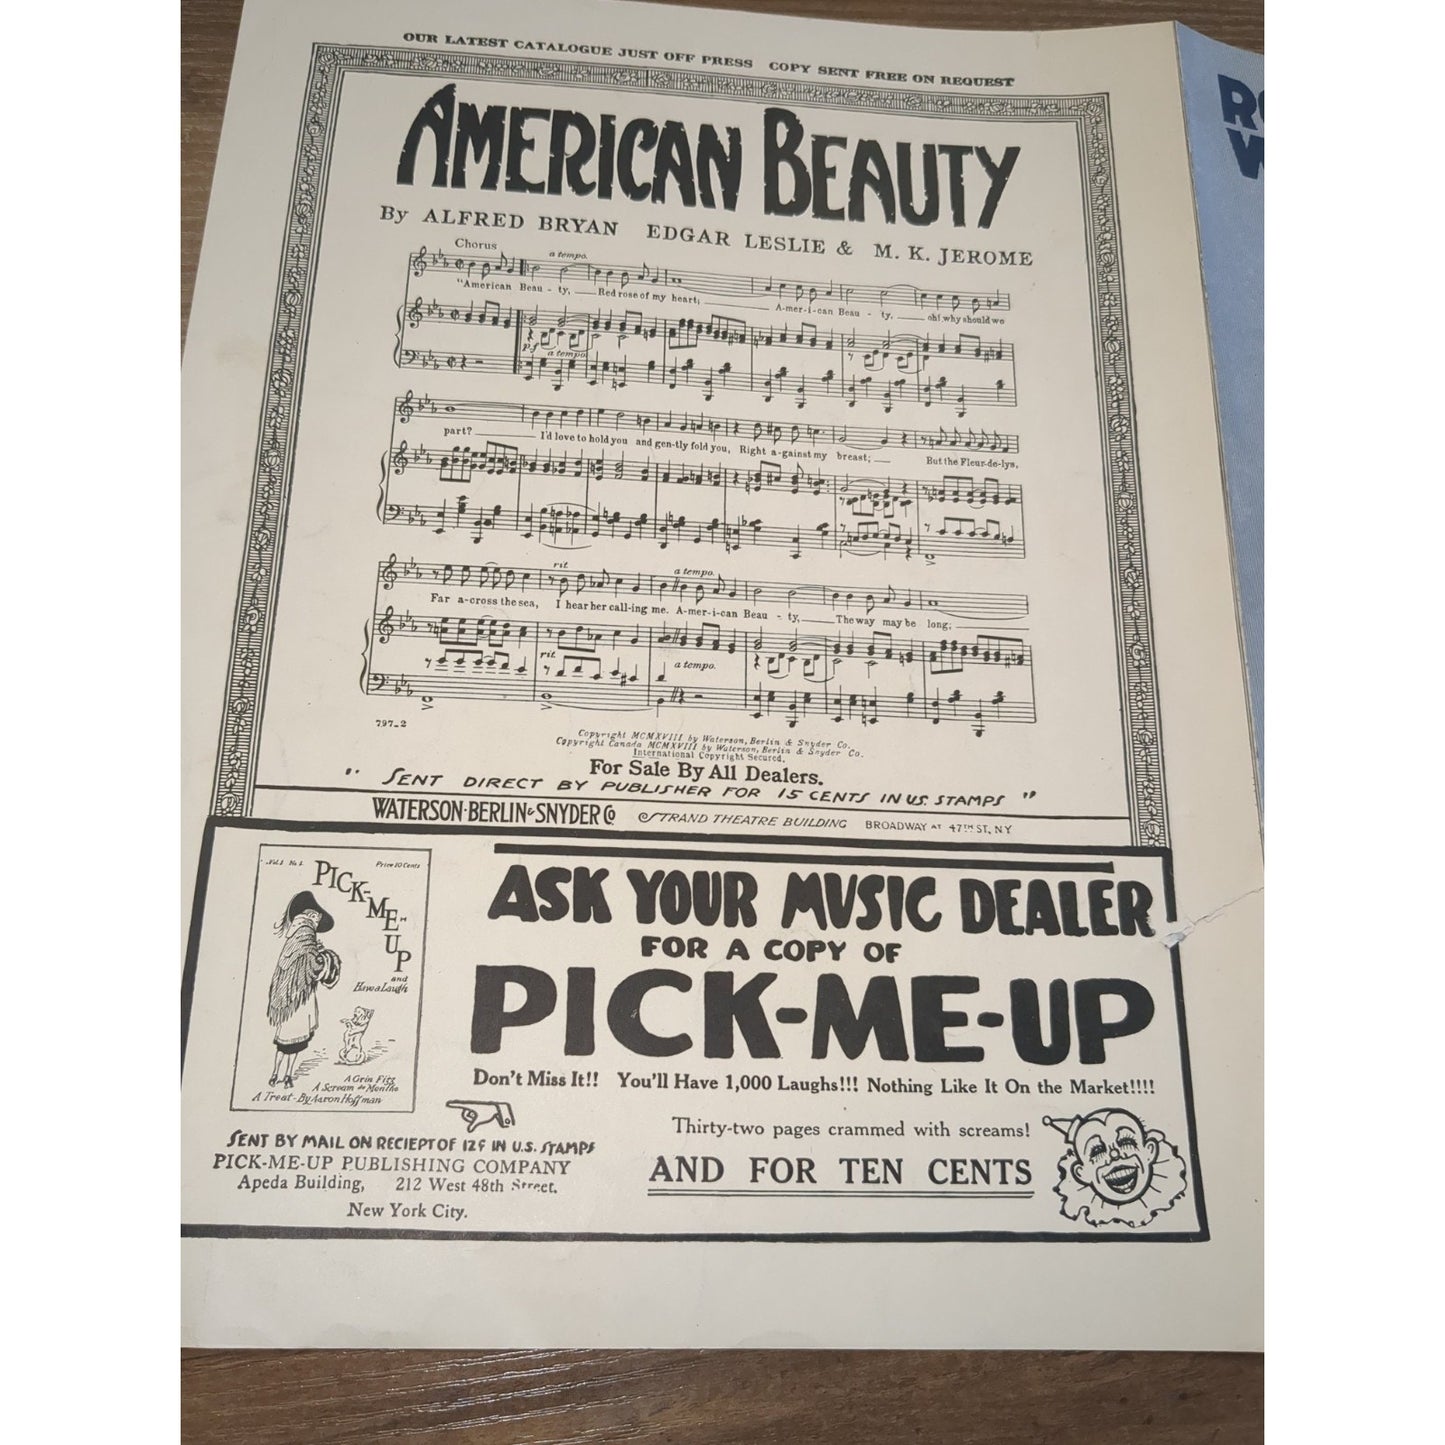 OUR LATEST CATALOGUE JUST OFF PRESS COPY SENT FREE ON REQUEST
AMERICAN BEAUTY
By ALFRED BRYAN EDGAR LESLIE & M. K. JEROME
Chorus
a tempo.
"American Beau - ty, Red rose of my heart; A-mer-i-can Beau - ty, oh! why should we
p-f a tempo
part? I'd love to hold you and gen-tly fold you, Right a-gainst my breast; But the Fleur-de-lys,
rit. a tempo.
Far a-cross the sea, I hear her call-ing me. A-mer-i-can Beau - ty, The way may be long;
rit. a tempo.
797-2
Copyright MCMXVIII by Waterson, Berlin & Snyder Co.
Copyright Canada MCMXVIII by Waterson, Berlin & Snyder Co.
International Copyright Secured.
For Sale By All Dealers.
"SENT DIRECT BY PUBLISHER FOR 15 CENTS IN U.S. STAMPS"
WATERSON·BERLIN & SNYDER Co STRAND THEATRE BUILDING BROADWAY AT 47TH ST, NY
Price 10 Cents
PICK-ME-UP
and
Have a Laugh
A Grin Fizz
A Scream
A Treat - By Aaron Hoffman
ASK YOUR MUSIC DEALER
FOR A COPY OF
PICK-ME-UP
Don't Miss It!! You'll Have 1,000 Laughs!!! Nothing Like It On the Market!!!!
Thirty-two pages crammed with screams!
AND FOR TEN CENTS
SENT BY MAIL ON RECIEPT OF 12¢ IN U.S. STAMPS
PICK-ME-UP PUBLISHING COMPANY
Apeda Building, 212 West 48th Street,
New York City.